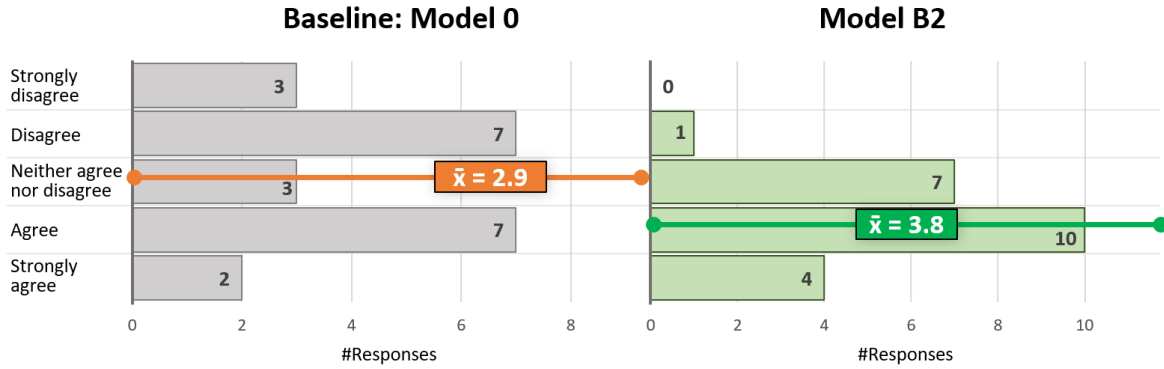 Baseline: Model 0
Model B2
Strongly
disagree
3
0
Disagree
7
1
Neither agree
nor disagree
3
x̄ = 2.9
7
Agree
7
x̄ = 3.8
10
Strongly
agree
2
4
0 2 4 6 8
0 2 4 6 8 10
#Responses
#Responses